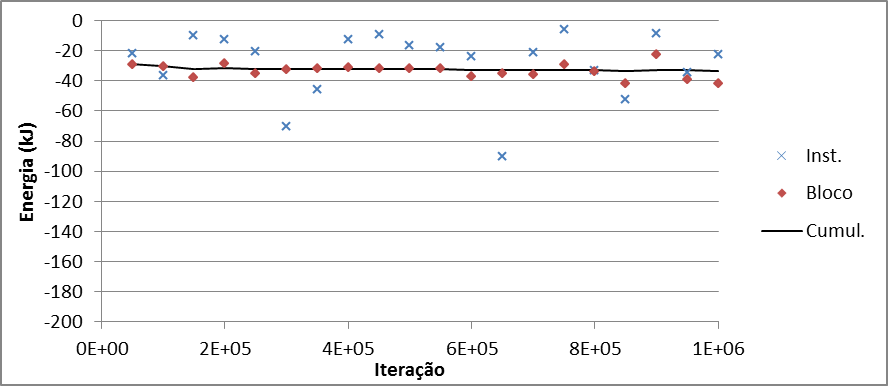 0
-20
-40
-60
-80
-100
-120
-140
-160
-180
-200
Energia (kJ)
0E+00 2E+05 4E+05 6E+05 8E+05 1E+06
Iteração
Inst.
Bloco
Cumul.